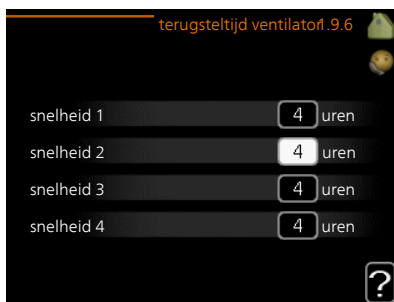 terugsteltijd ventilator1.9.6
snelheid 1 4 uren
snelheid 2 4 uren
snelheid 3 4 uren
snelheid 4 4 uren
?